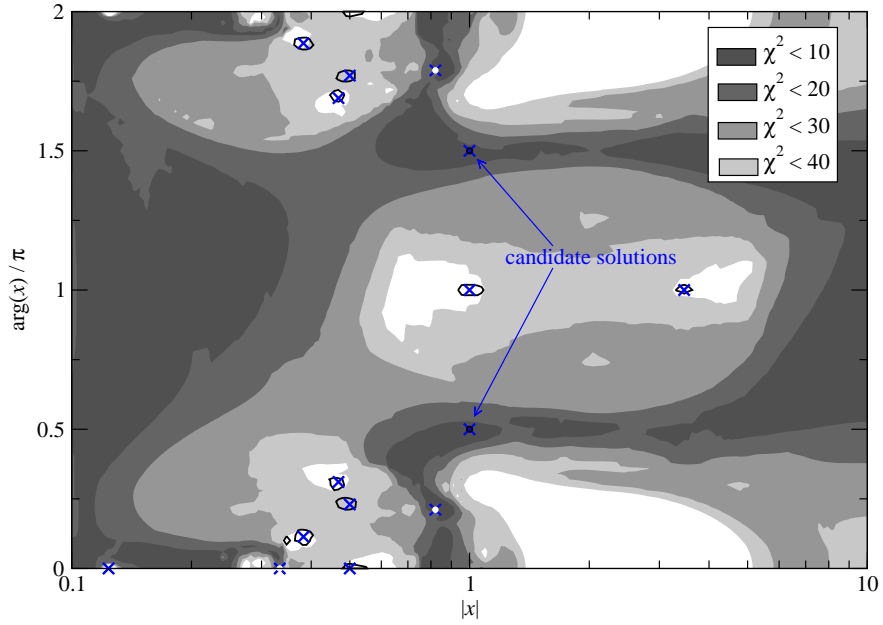 2
χ² < 10
χ² < 20
χ² < 30
χ² < 40
1.5
candidate solutions
arg(x) / π
1
0.5
0
0.1
1
10
|x|